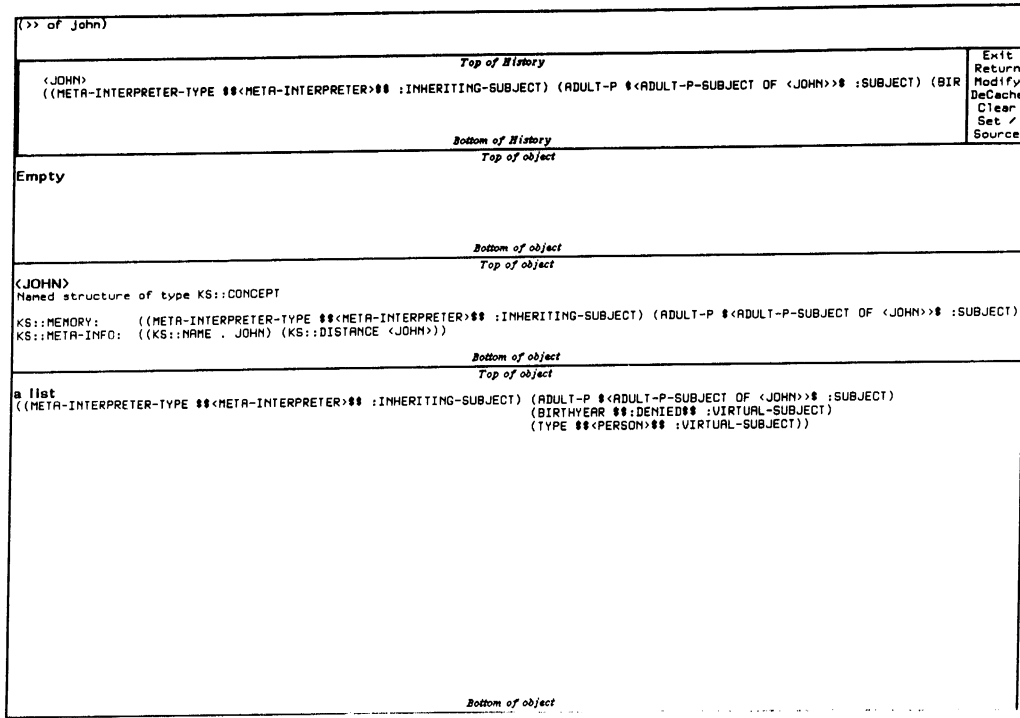 (>> of john)
Top of History
<JOHN>
((META-INTERPRETER-TYPE $$<META-INTERPRETER>$$ :INHERITING-SUBJECT) (ADULT-P $<ADULT-P-SUBJECT OF <JOHN>>$ :SUBJECT) (BIR
Bottom of History
Exit
Return
Modify
DeCache
Clear
Set /
Source
Top of object
Empty
Bottom of object
Top of object
<JOHN>
Named structure of type KS::CONCEPT
KS::MEMORY: ((META-INTERPRETER-TYPE $$<META-INTERPRETER>$$ :INHERITING-SUBJECT) (ADULT-P $<ADULT-P-SUBJECT OF <JOHN>>$ :SUBJECT)
KS::META-INFO: ((KS::NAME . JOHN) (KS::DISTANCE <JOHN>))
Bottom of object
Top of object
a list
((META-INTERPRETER-TYPE $$<META-INTERPRETER>$$ :INHERITING-SUBJECT) (ADULT-P $<ADULT-P-SUBJECT OF <JOHN>>$ :SUBJECT)
(BIRTHYEAR $$:DENIED$$ :VIRTUAL-SUBJECT)
(TYPE $$<PERSON>$$ :VIRTUAL-SUBJECT))
Bottom of object